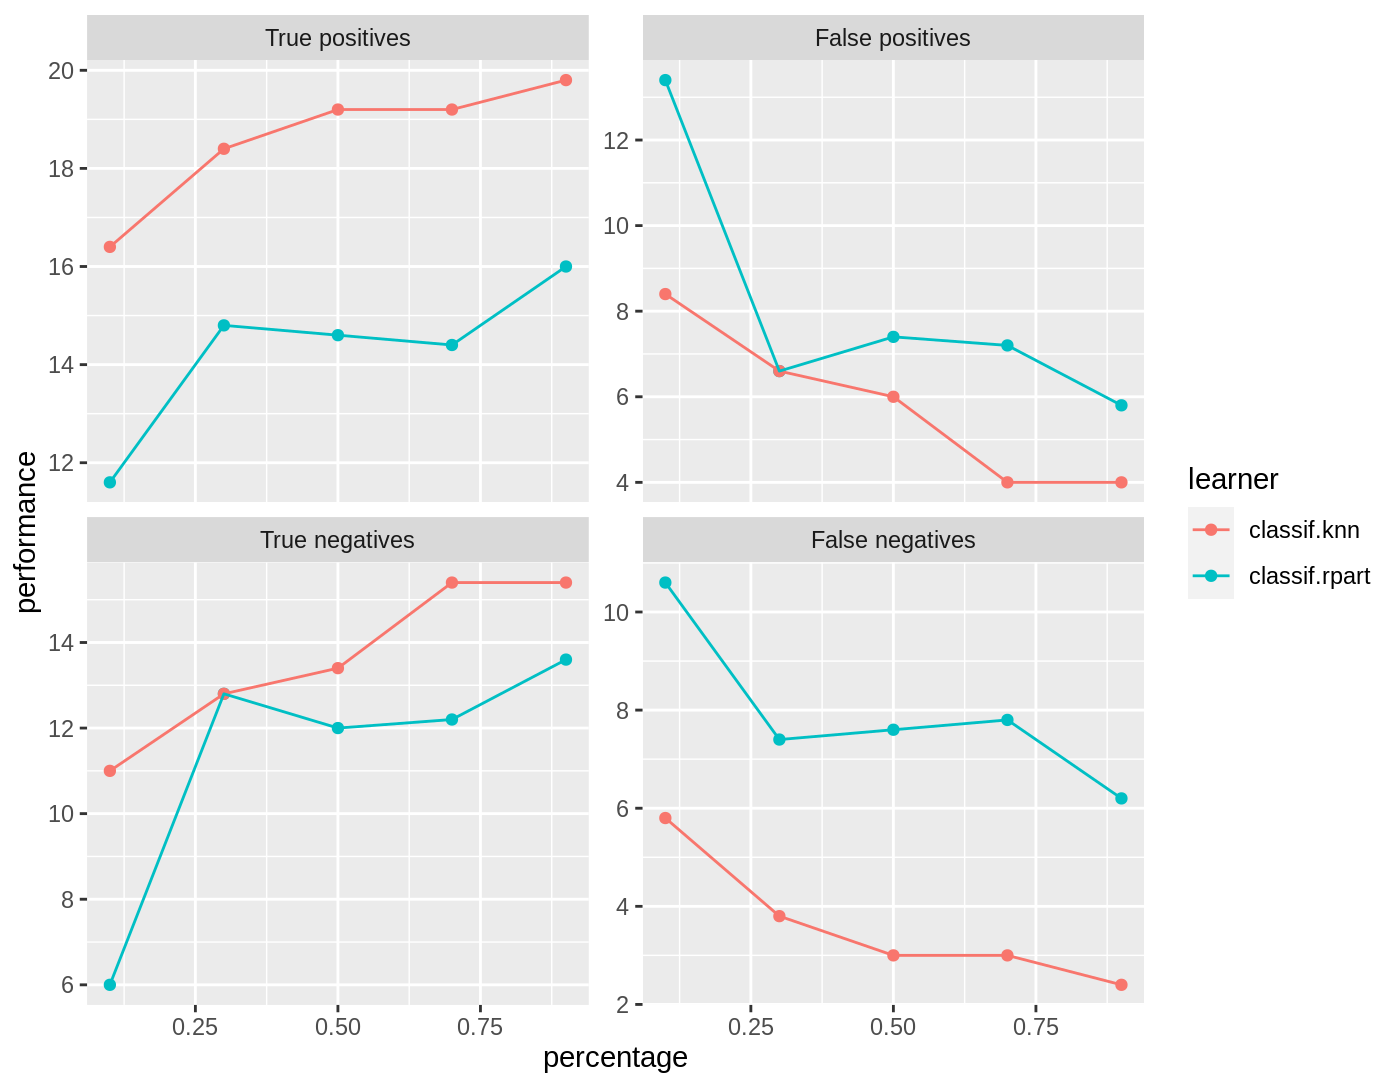 True positives
False positives
20
18
16
14
12
12
10
8
6
4
performance
True negatives
False negatives
14
12
10
8
6
10
8
6
4
2
0.25 0.50 0.75
0.25 0.50 0.75
percentage
learner
classif.knn
classif.rpart